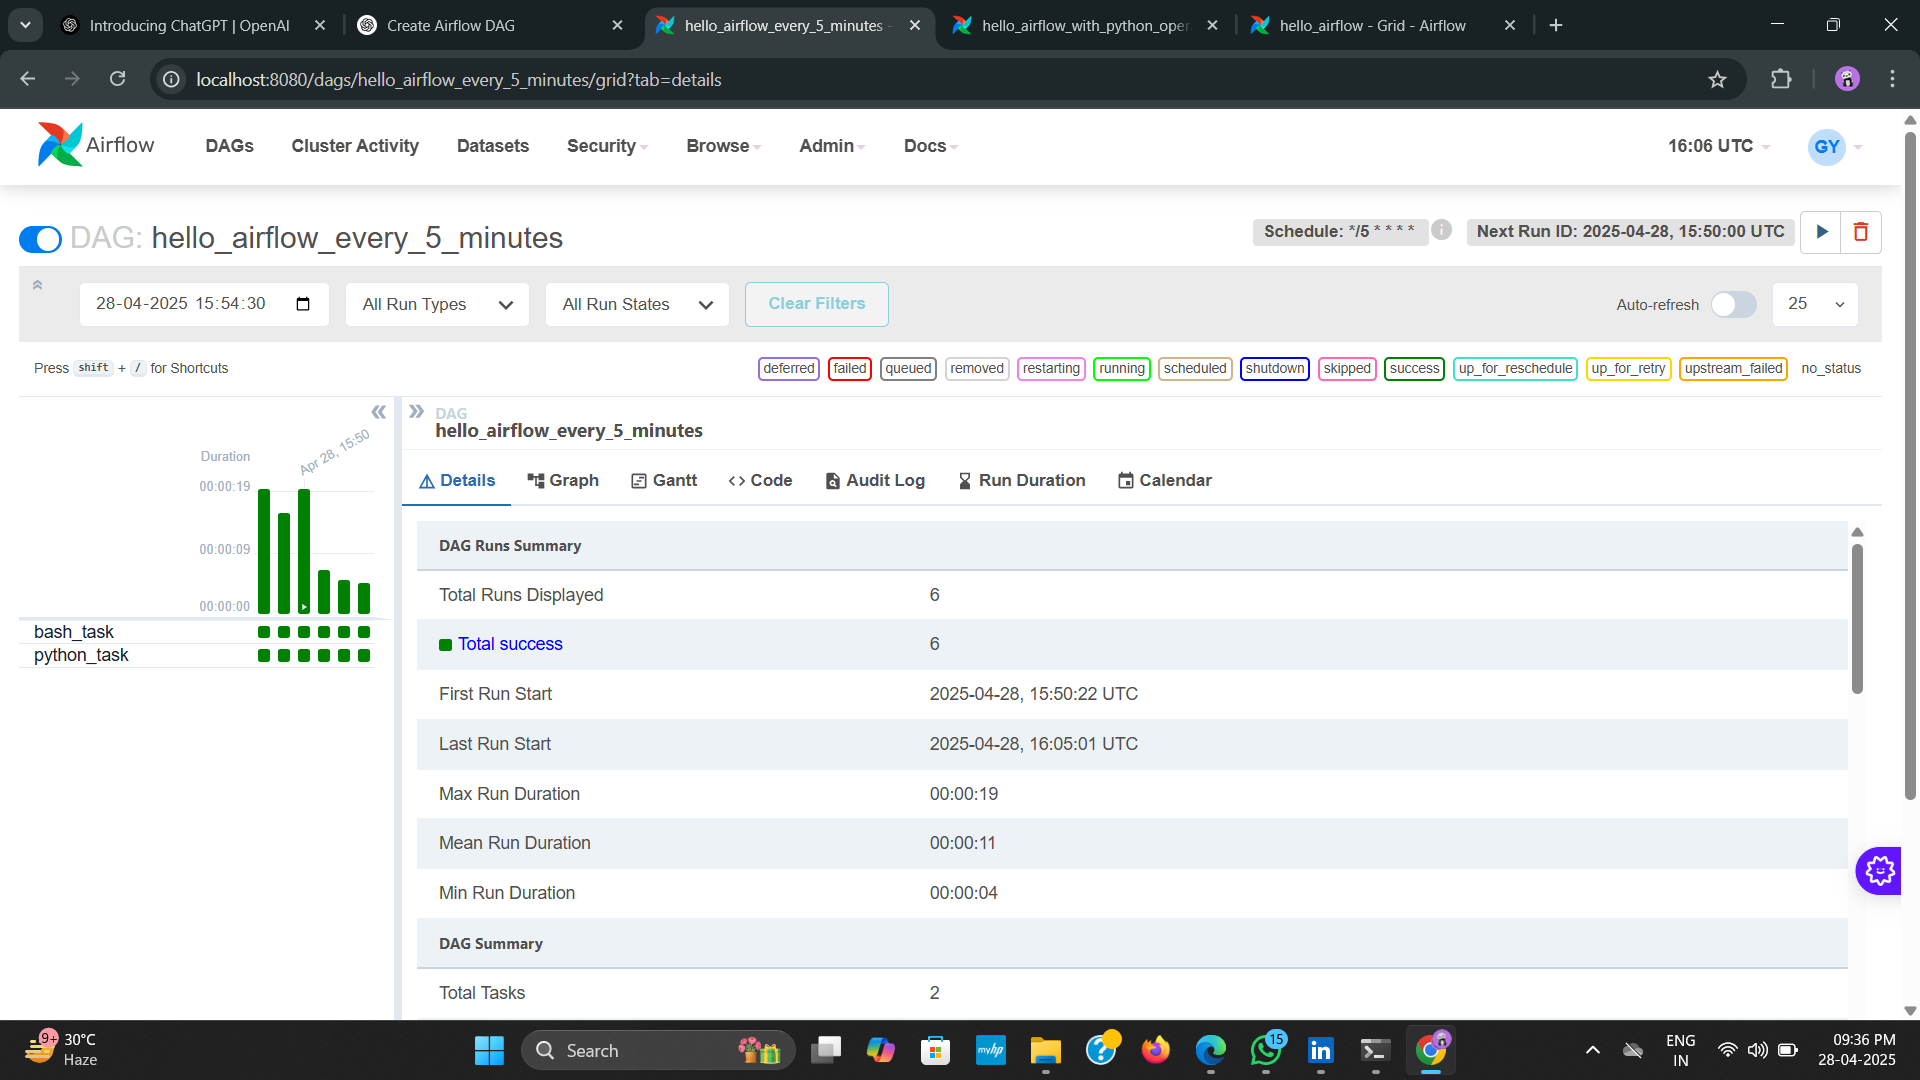 Introducing ChatGPT | OpenAI
Create Airflow DAG
hello_airflow_every_5_minutes -
hello_airflow_with_python_oper
hello_airflow - Grid - Airflow
localhost:8080/dags/hello_airflow_every_5_minutes/grid?tab=details
Airflow
DAGs
Cluster Activity
Datasets
Security
Browse
Admin
Docs
16:06 UTC
GY
DAG: hello_airflow_every_5_minutes
Schedule: */5 * * * *
i
Next Run ID: 2025-04-28, 15:50:00 UTC
28-04-2025 15:54:30
All Run Types
All Run States
Clear Filters
Auto-refresh
25
Press shift + / for Shortcuts
deferred
failed
queued
removed
restarting
running
scheduled
shutdown
skipped
success
up_for_reschedule
up_for_retry
upstream_failed
no_status
Duration
Apr 28, 15:50
00:00:19
00:00:09
00:00:00
bash_task
python_task
DAG
hello_airflow_every_5_minutes
Details
Graph
Gantt
Code
Audit Log
Run Duration
Calendar
DAG Runs Summary
Total Runs Displayed 6
Total success 6
First Run Start 2025-04-28, 15:50:22 UTC
Last Run Start 2025-04-28, 16:05:01 UTC
Max Run Duration 00:00:19
Mean Run Duration 00:00:11
Min Run Duration 00:00:04
DAG Summary
Total Tasks 2
9+
30°C
Haze
Search
myhp
15
in
ENG
IN
09:36 PM
28-04-2025